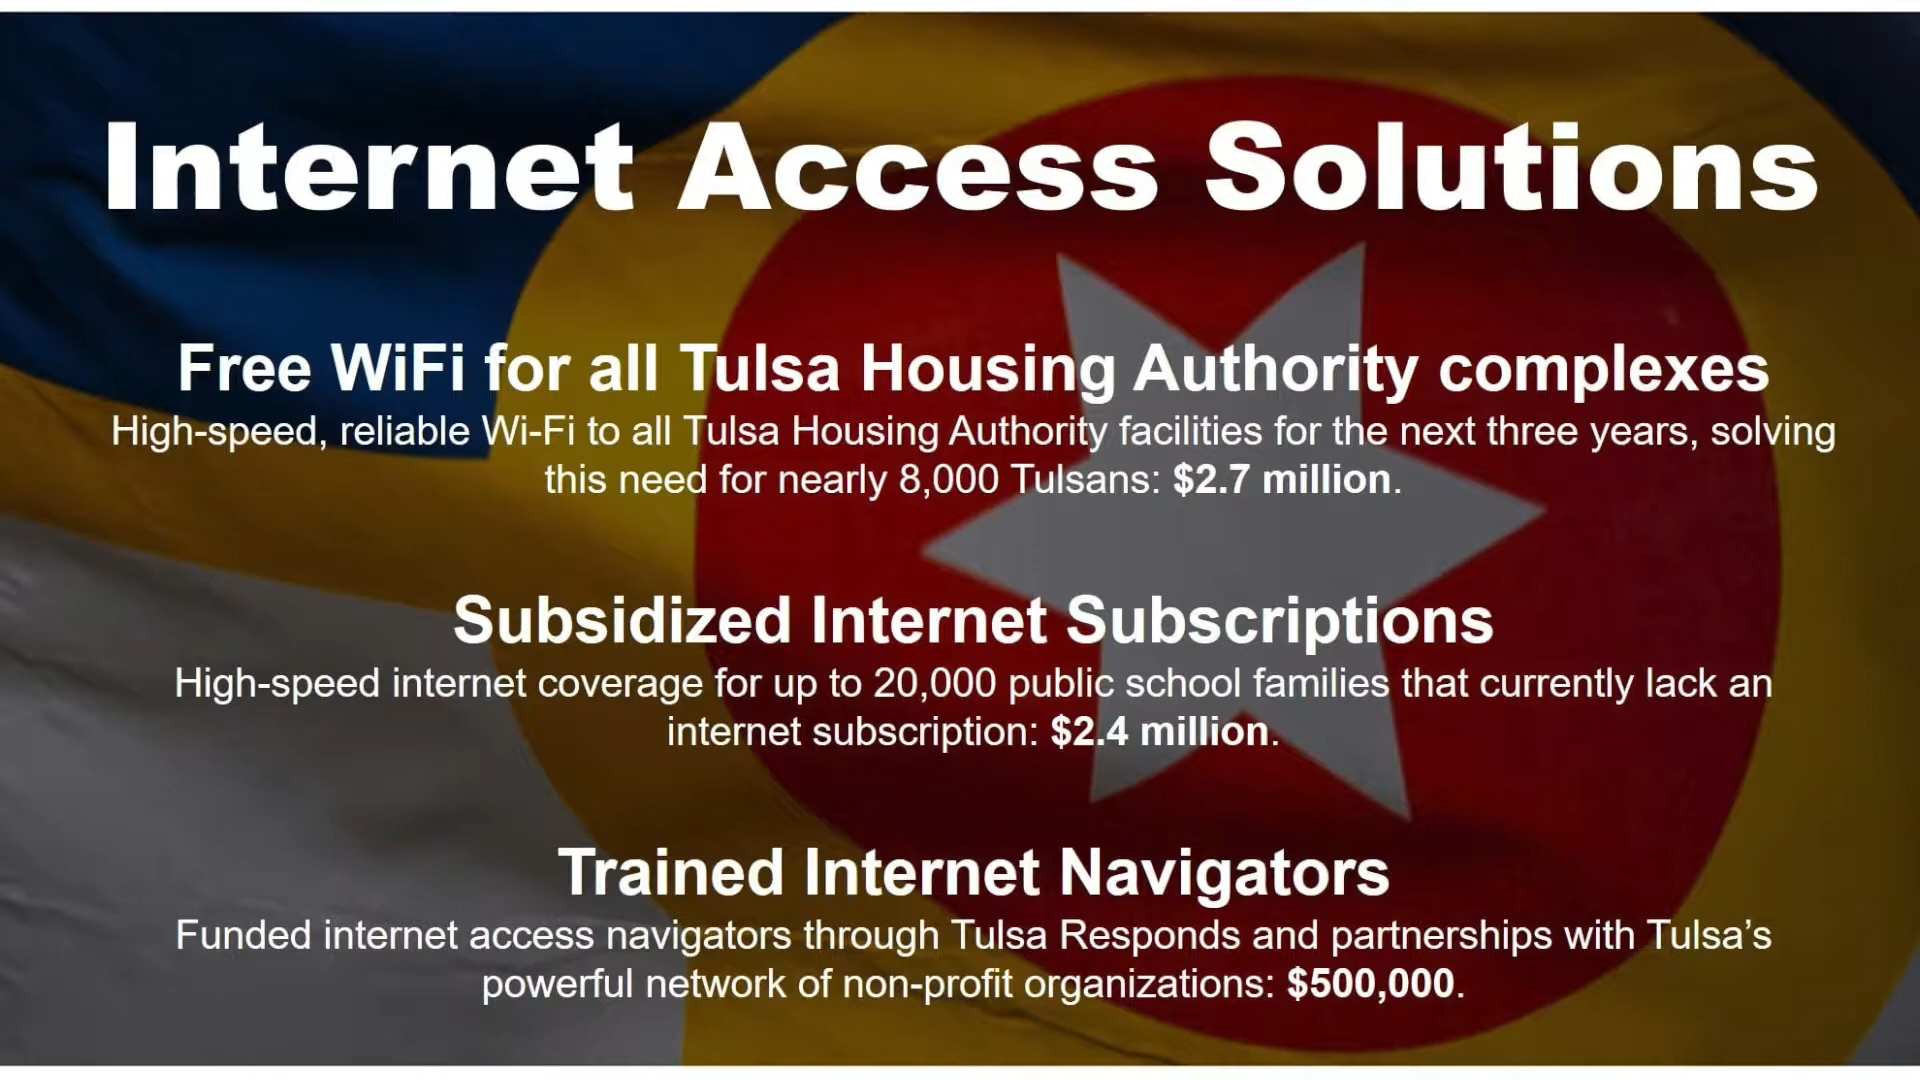 Internet Access Solutions
Free WiFi for all Tulsa Housing Authority complexes
High-speed, reliable Wi-Fi to all Tulsa Housing Authority facilities for the next three years, solving
this need for nearly 8,000 Tulsans: $2.7 million.
Subsidized Internet Subscriptions
High-speed internet coverage for up to 20,000 public school families that currently lack an
internet subscription: $2.4 million.
Trained Internet Navigators
Funded internet access navigators through Tulsa Responds and partnerships with Tulsa’s
powerful network of non-profit organizations: $500,000.